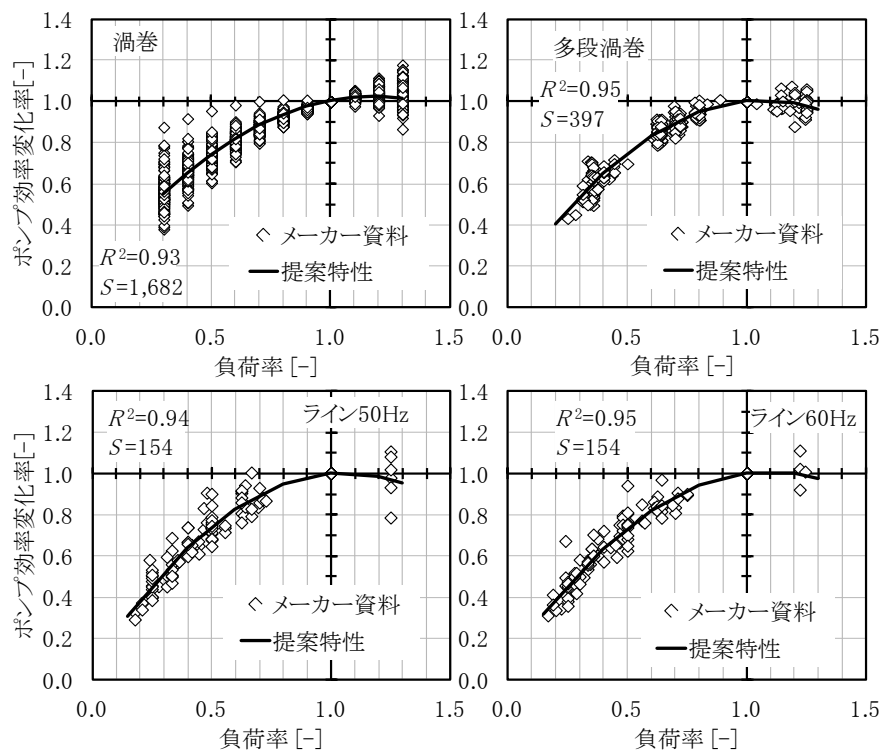 渦巻
ポンプ効率変化率[-]
1.4
1.2
1.0
0.8
0.6
0.4
0.2
0.0
R²=0.93
S=1,682
メーカー資料
提案特性
0.0 0.5 1.0 1.5
負荷率 [-]
多段渦巻
1.4
1.2
1.0
0.8
0.6
0.4
0.2
0.0
R²=0.95
S=397
メーカー資料
提案特性
0.0 0.5 1.0 1.5
負荷率 [-]
ライン50Hz
ポンプ効率変化率[-]
1.4
1.2
1.0
0.8
0.6
0.4
0.2
0.0
R²=0.94
S=154
メーカー資料
提案特性
0.0 0.5 1.0 1.5
負荷率 [-]
ライン60Hz
1.4
1.2
1.0
0.8
0.6
0.4
0.2
0.0
R²=0.95
S=154
メーカー資料
提案特性
0.0 0.5 1.0 1.5
負荷率 [-]